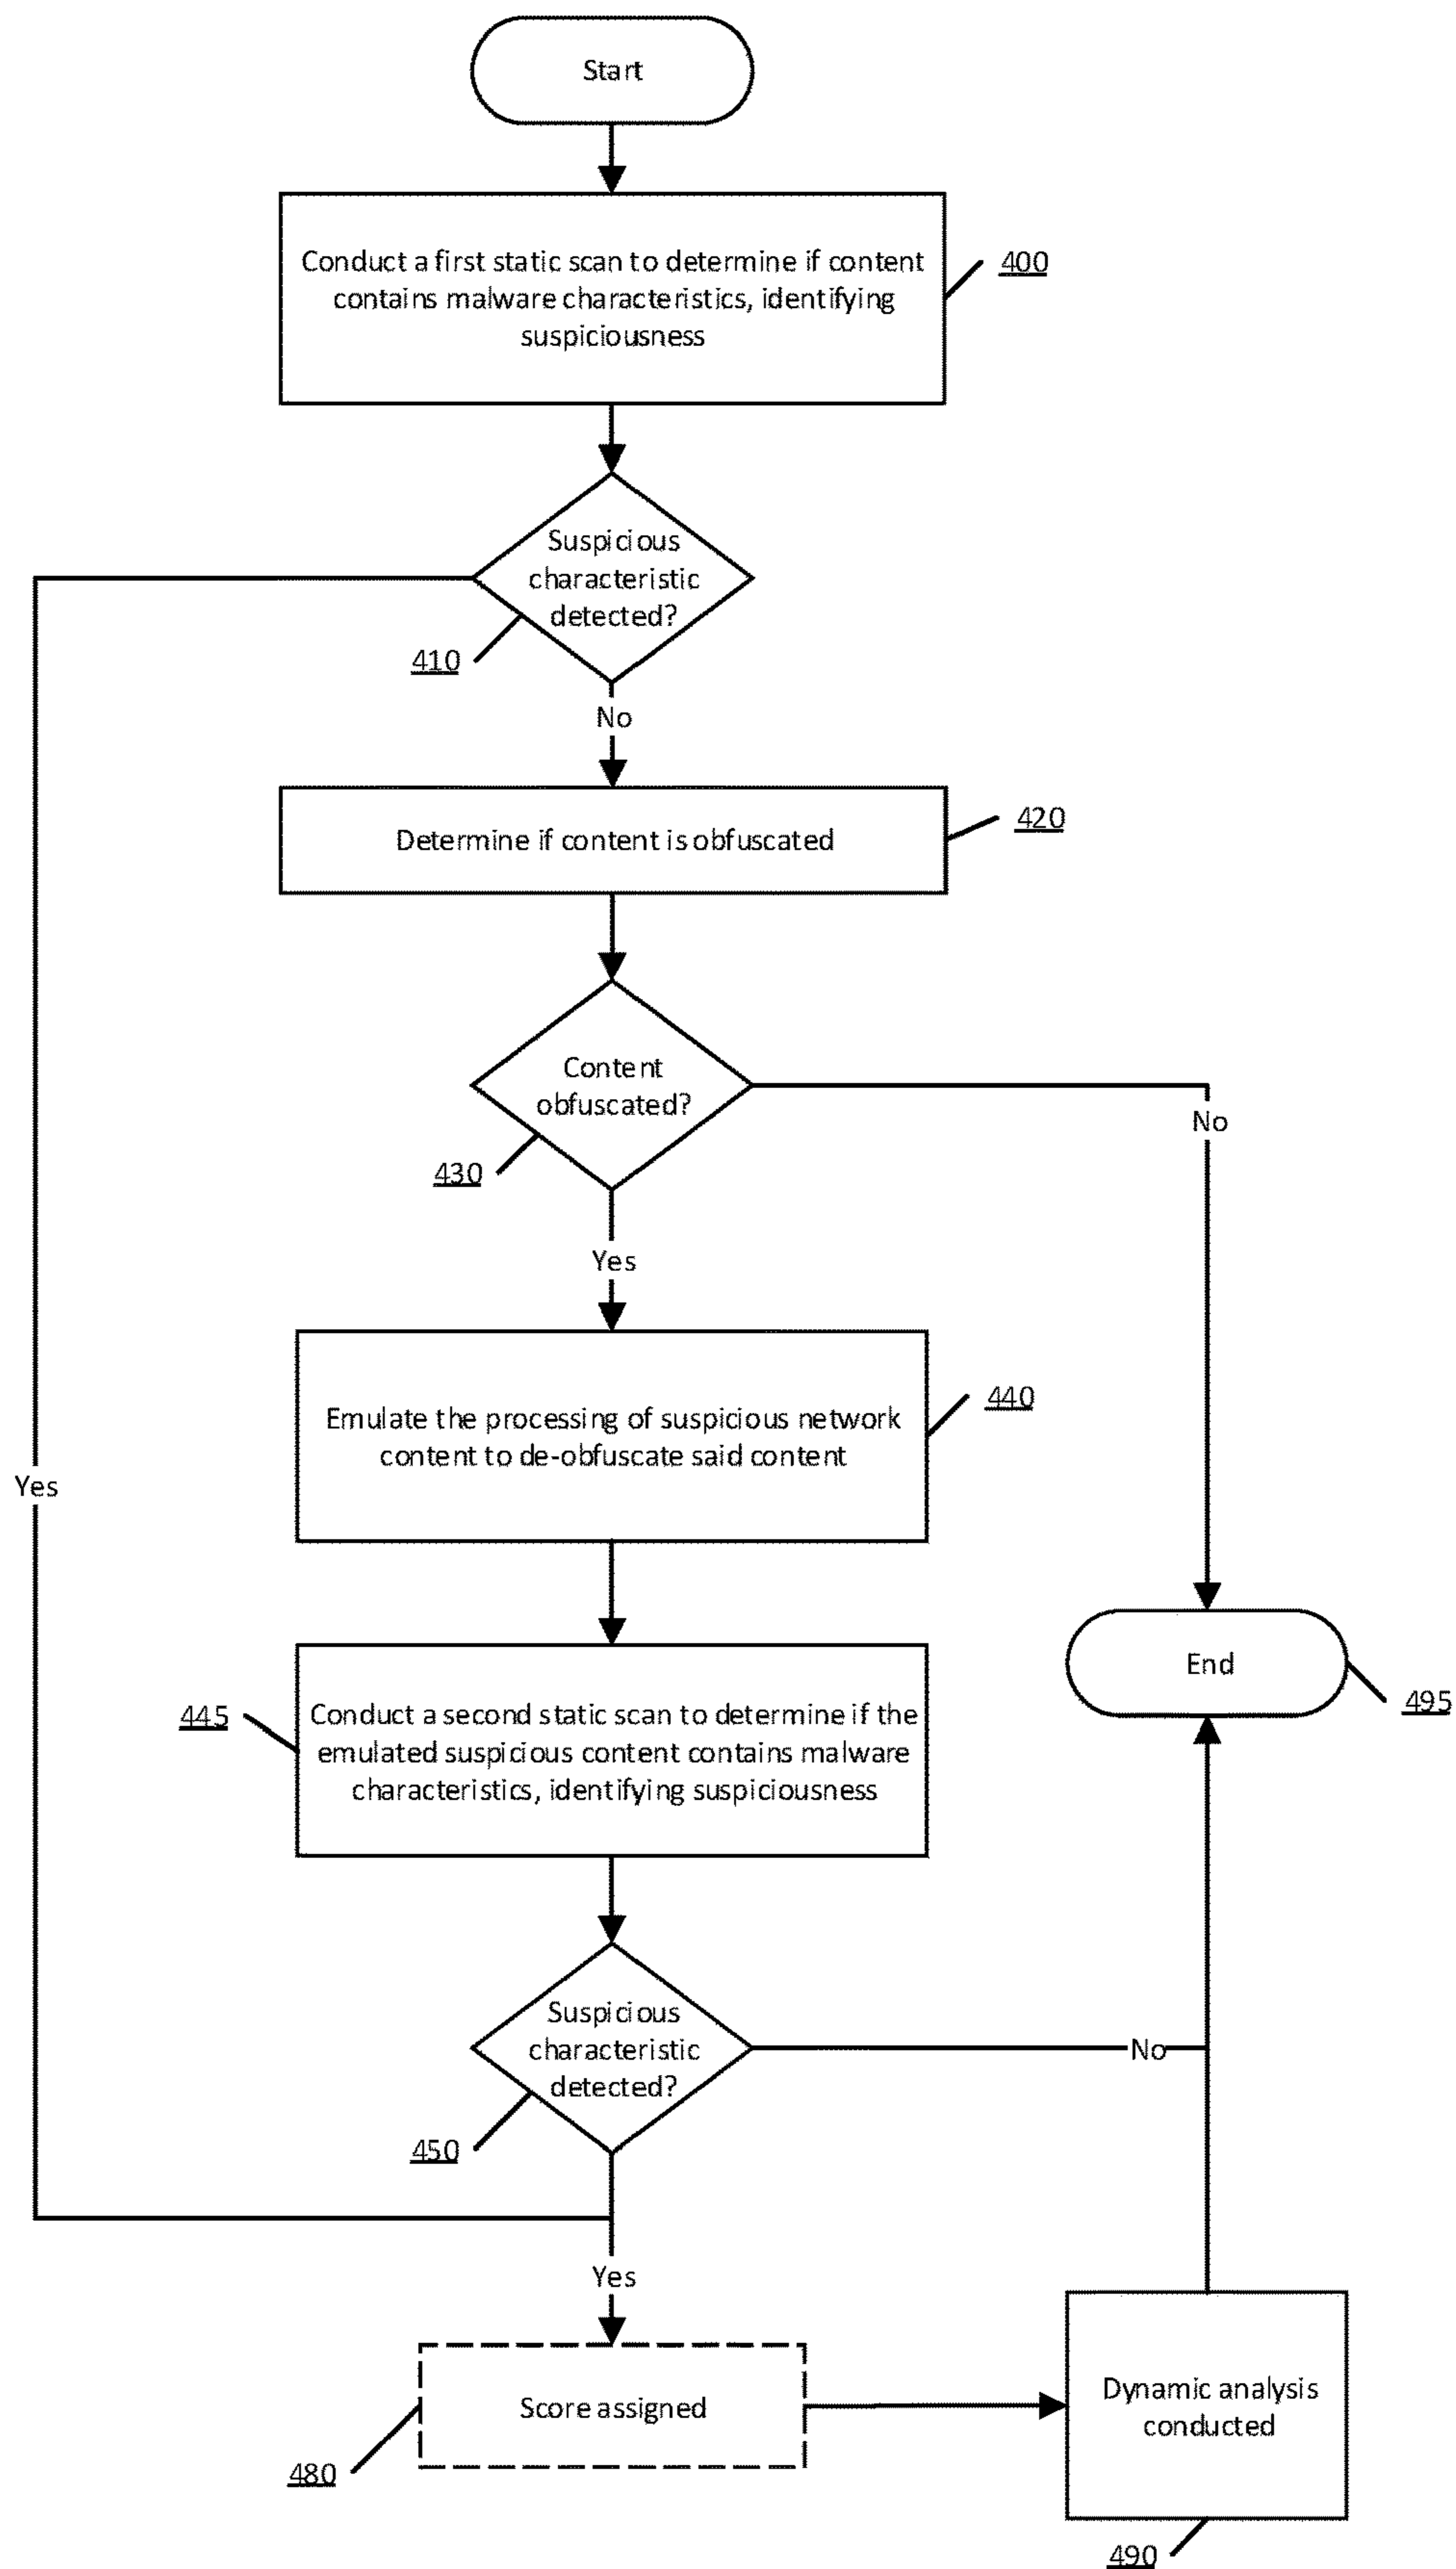 Start
Conduct a first static scan to determine if content
contains malware characteristics, identifying
suspiciousness
400
Suspicious
characteristic
detected?
410
No
Determine if content is obfuscated
420
Content
obfuscated?
430
No
Yes
Emulate the processing of suspicious network
content to de-obfuscate said content
440
Yes
End
495
Conduct a second static scan to determine if the
emulated suspicious content contains malware
characteristics, identifying suspiciousness
445
Suspicious
characteristic
detected?
450
No
Yes
Score assigned
480
Dynamic analysis
conducted
490